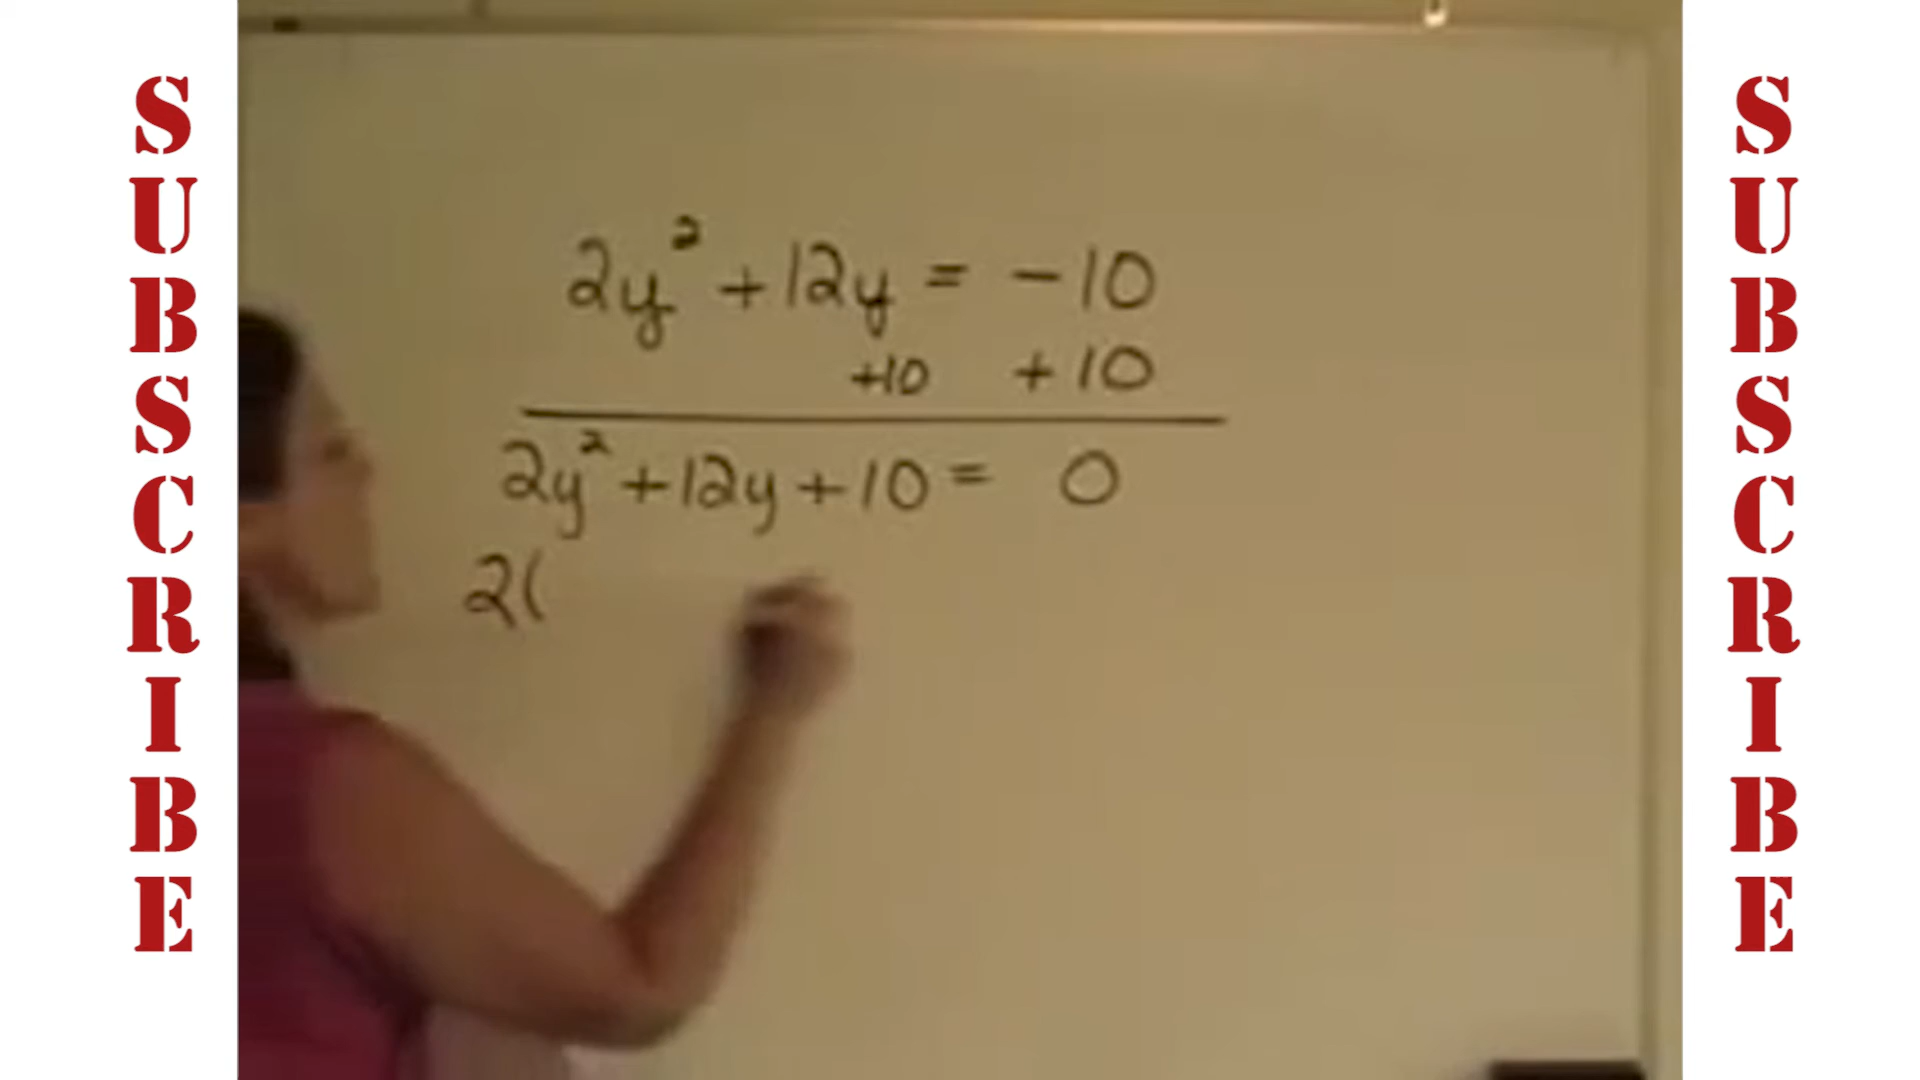 SUBSCRIBE
2y² + 12y = -10
+10 +10
2y² + 12y + 10 = 0
2(
SUBSCRIBE